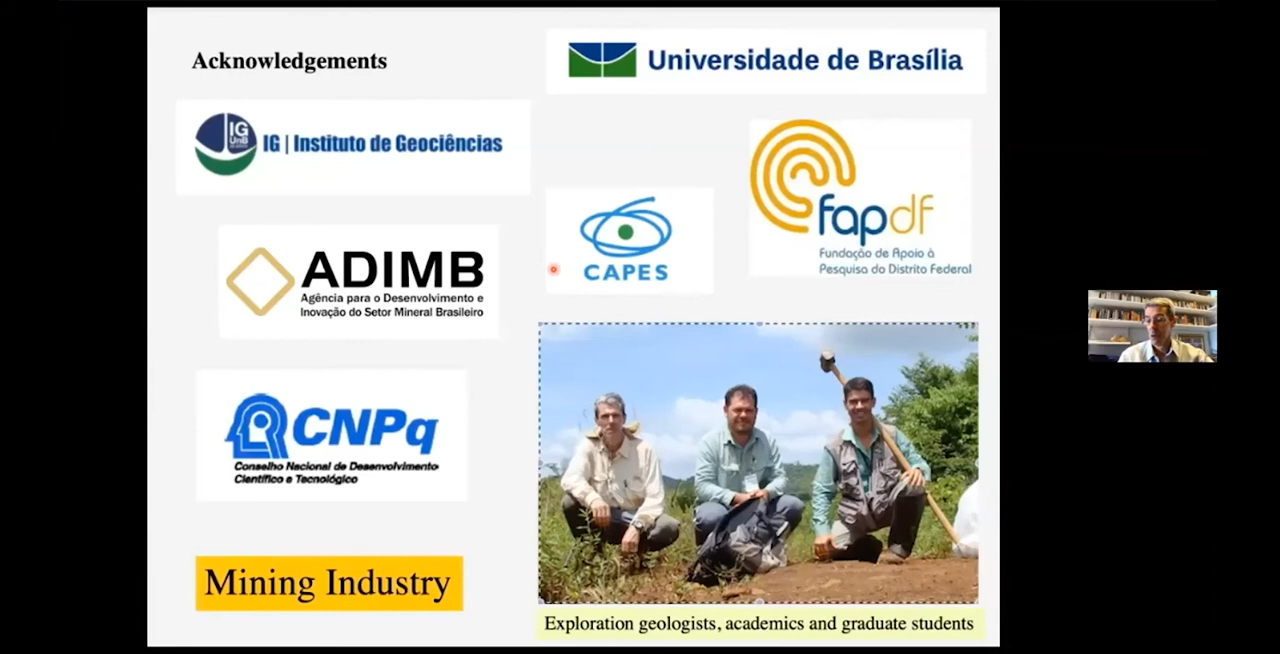 Acknowledgements
Universidade de Brasília
IG
UnB
IG | Instituto de Geociências
fapdf
Fundação de Apoio à
Pesquisa do Distrito Federal
CAPES
ADIMB
Agência para o Desenvolvimento e
Inovação do Setor Mineral Brasileiro
CNPq
Conselho Nacional de Desenvolvimento
Científico e Tecnológico
Mining Industry
Exploration geologists, academics and graduate students